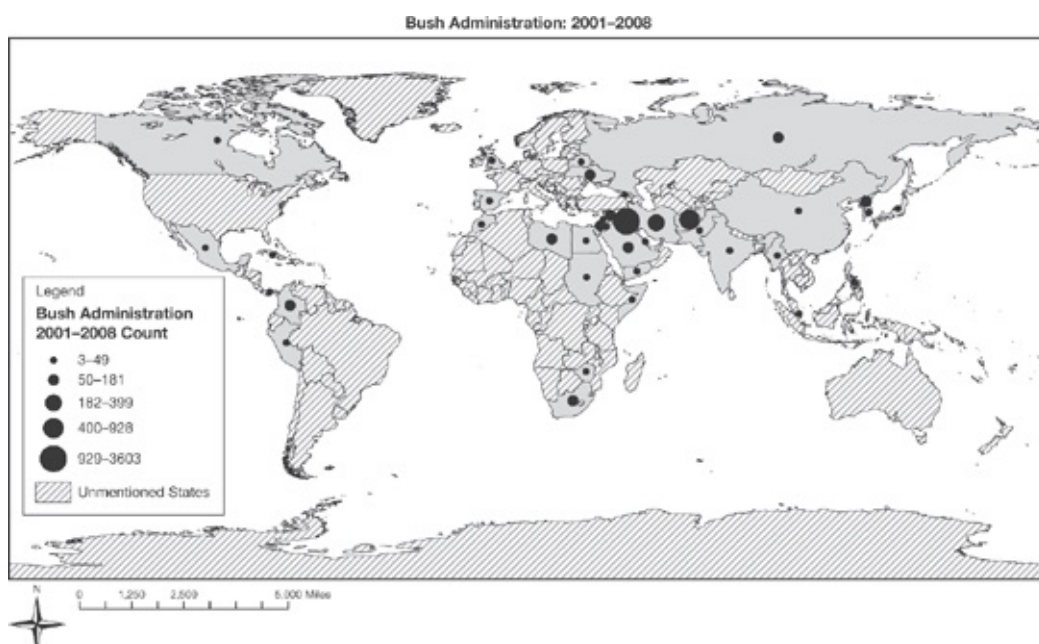 Bush Administration: 2001–2008
Legend
Bush Administration
2001–2008 Count
3–49
50–181
182–399
400–928
929–3603
Unmentioned States
N
0 1,250 2,500 5,000 Miles